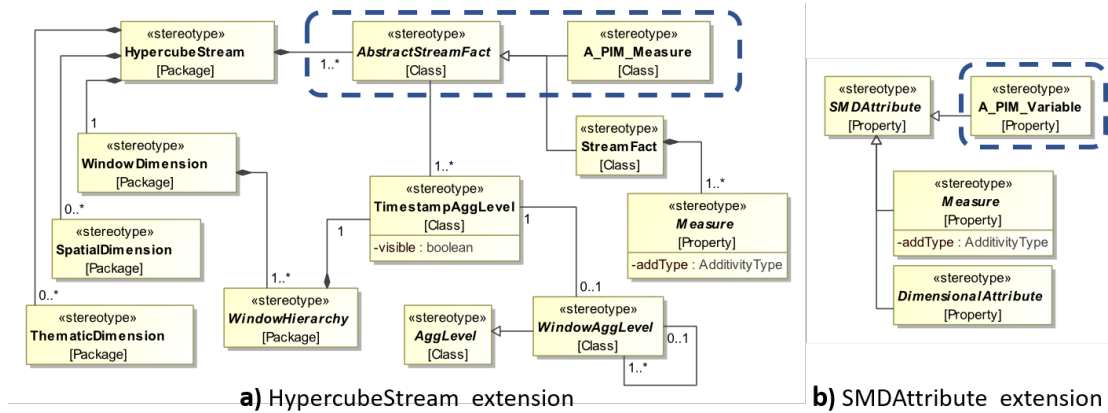 «stereotype»
HypercubeStream
[Package]
«stereotype»
AbstractStreamFact
[Class]
«stereotype»
A_PIM_Measure
[Class]
1..*
1
«stereotype»
WindowDimension
[Package]
«stereotype»
StreamFact
[Class]
1..*
«stereotype»
TimestampAggLevel
[Class]
-visible : boolean
1
1
1..*
«stereotype»
Measure
[Property]
-addType : AdditivityType
0..*
«stereotype»
SpatialDimension
[Package]
0..*
«stereotype»
ThematicDimension
[Package]
1..*
«stereotype»
WindowHierarchy
[Package]
«stereotype»
AggLevel
[Class]
0..1
«stereotype»
WindowAggLevel
[Class]
0..1
1..*
a) HypercubeStream extension
«stereotype»
SMDAttribute
[Property]
«stereotype»
A_PIM_Variable
[Property]
«stereotype»
Measure
[Property]
-addType : AdditivityType
«stereotype»
DimensionalAttribute
[Property]
b) SMDAttribute extension